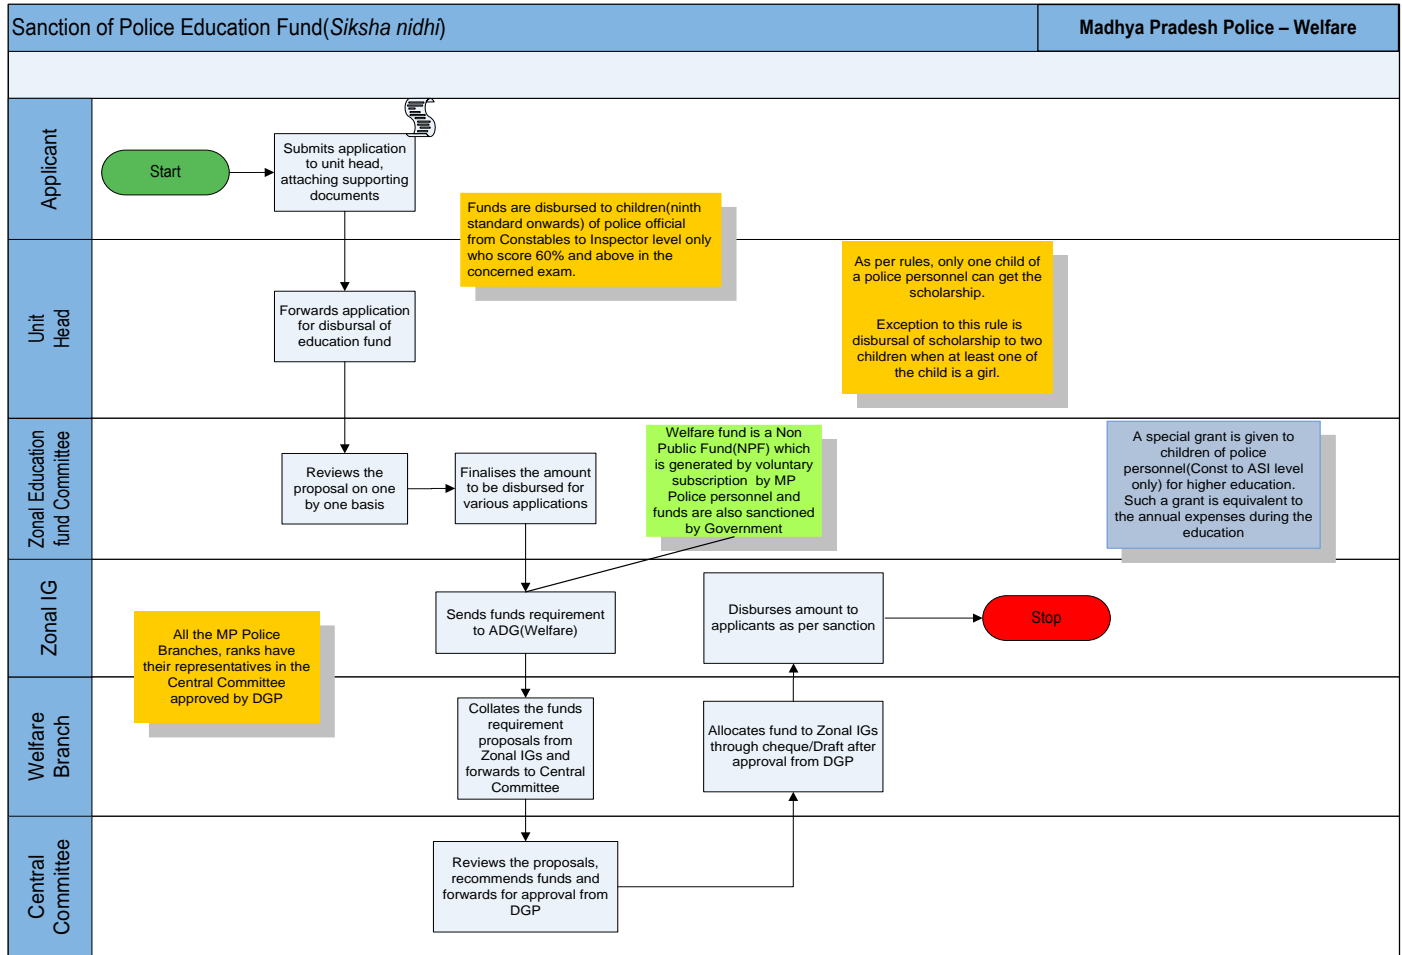 Sanction of Police Education Fund(Siksha nidhi)
Madhya Pradesh Police – Welfare
Applicant
Start
Submits application
to unit head,
attaching supporting
documents
Funds are disbursed to children(ninth
standard onwards) of police official
from Constables to Inspector level only
who score 60% and above in the
concerned exam.
Unit
Head
Forwards application
for disbursal of
education fund
As per rules, only one child of
a police personnel can get the
scholarship.
Exception to this rule is
disbursal of scholarship to two
children when at least one of
the child is a girl.
Zonal Education
fund Committee
Reviews the
proposal on one
by one basis
Finalises the amount
to be disbursed for
various applications
Welfare fund is a Non
Public Fund(NPF) which
is generated by voluntary
subscription by MP
Police personnel and
funds are also sanctioned
by Government
A special grant is given to
children of police
personnel(Const to ASI level
only) for higher education.
Such a grant is equivalent to
the annual expenses during the
education
Zonal IG
All the MP Police
Branches, ranks have
their representatives in the
Central Committee
approved by DGP
Sends funds requirement
to ADG(Welfare)
Disburses amount to
applicants as per sanction
Stop
Welfare
Branch
Collates the funds
requirement
proposals from
Zonal IGs and
forwards to Central
Committee
Allocates fund to Zonal IGs
through cheque/Draft after
approval from DGP
Central
Committee
Reviews the proposals,
recommends funds and
forwards for approval from
DGP